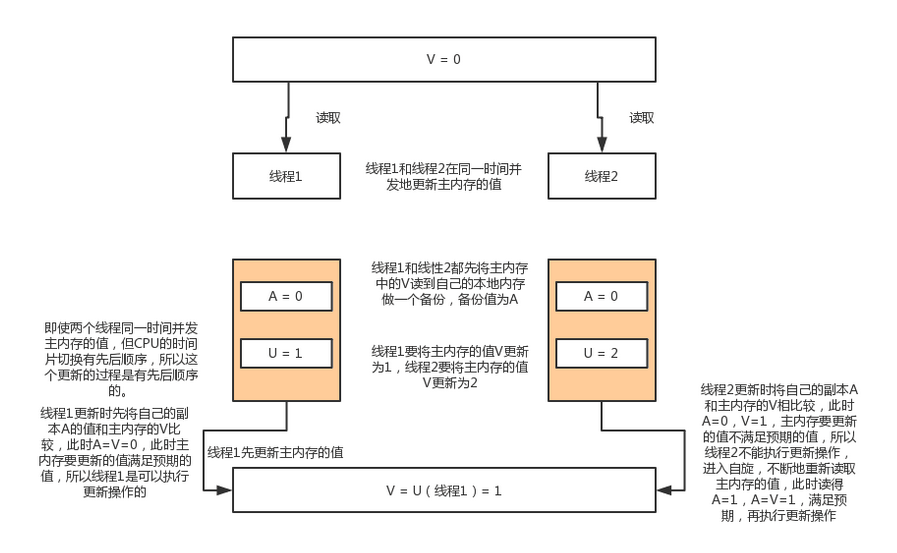 V = 0
读取
读取
线程1
线程1和线程2在同一时间并
发地更新主内存的值
线程2
线程1和线性2都先将主内存
中的V读到自己的本地内存
做一个备份，备份值为A
A = 0
A = 0
即使两个线程同一时间并发
主内存的值，但CPU的时间
片切换有先后顺序，所以这
个更新的过程是有先后顺序
的。
U = 1
线程1要将主内存的值V更新
为1，线程2要将主内存的值
V更新为2
U = 2
线程1更新时先将自己的副
本A的值和主内存的V比
较，此时A=V=0，此时主
内存要更新的值满足预期的
值，所以线程1是可以执行
更新操作的
线程1先更新主内存的值
线程2更新时将自己的副本A
和主内存的V相比较，此时
A=0，V=1，主内存要更新
的值不满足预期的值，所以
线程2不能执行更新操作，
进入自旋，不断地重新读取
主内存的值，此时读得
A=1，A=V=1，满足预
期，再执行更新操作
V = U（线程1）= 1